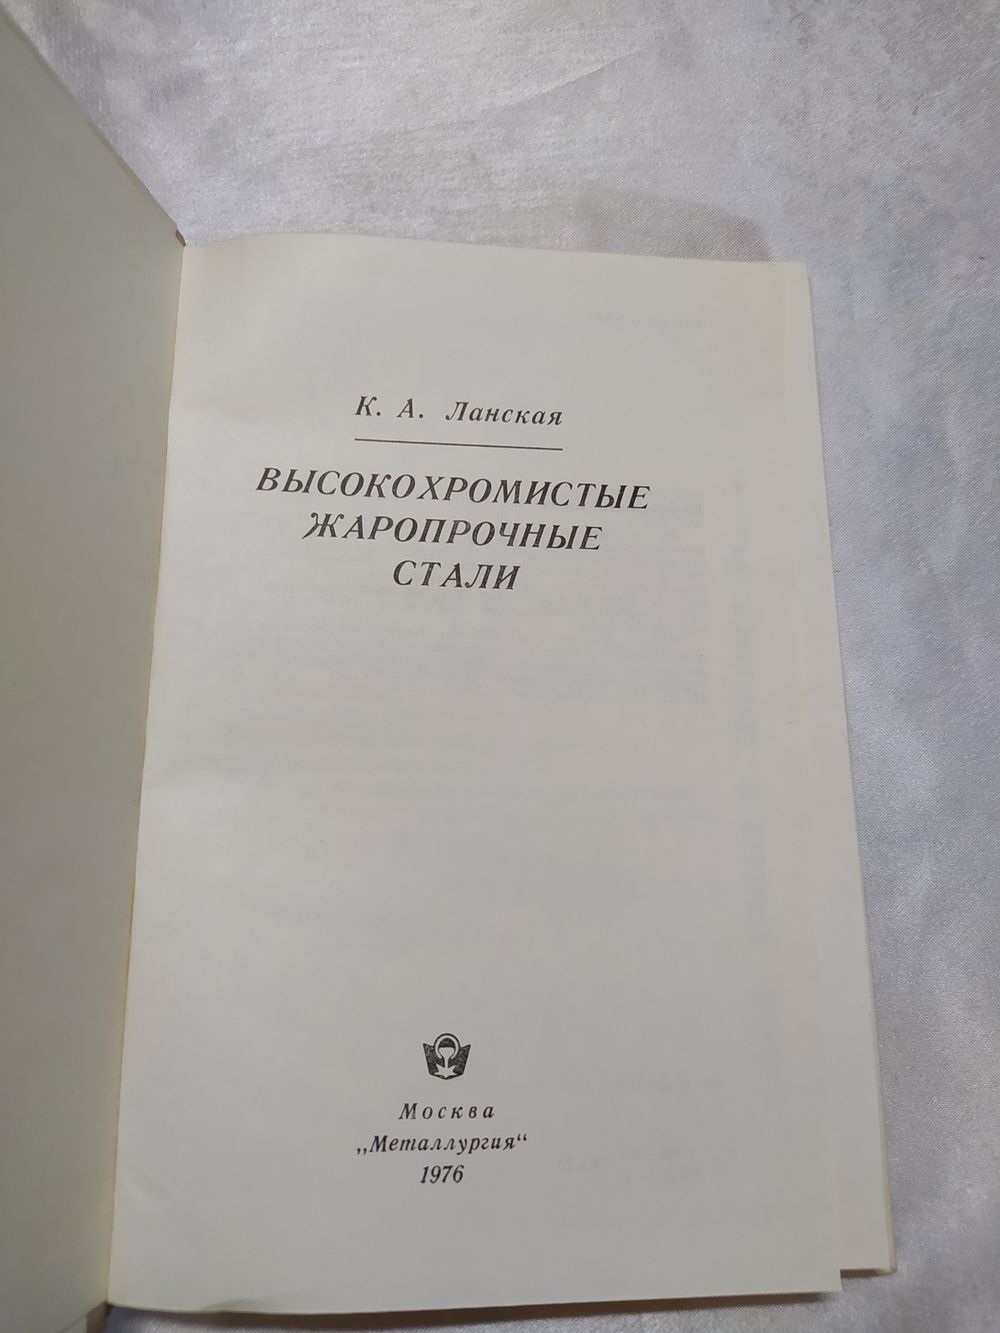 К. А. Ланская
ВЫСОКОХРОМИСТЫЕ
ЖАРОПРОЧНЫЕ
СТАЛИ
Москва
„Металлургия“
1976